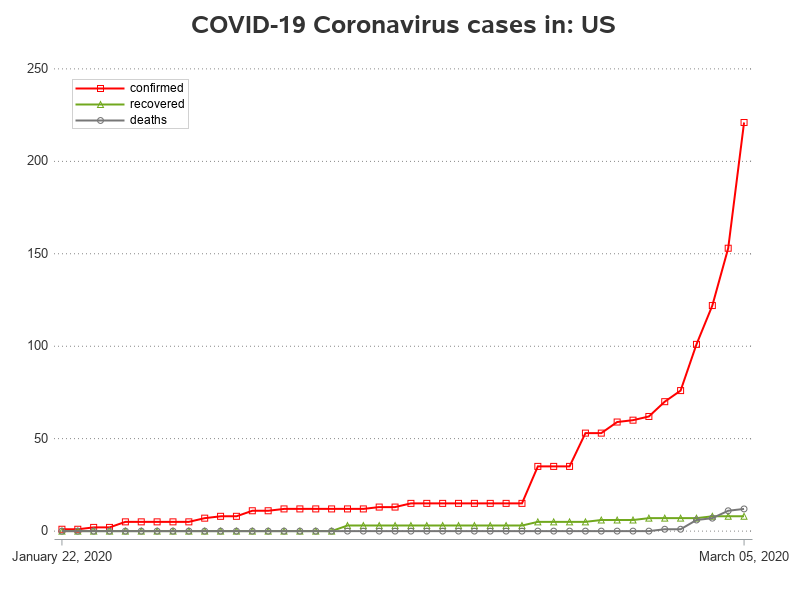 COVID-19 Coronavirus cases in: US
250
confirmed
recovered
deaths
200
150
100
50
0
January 22, 2020
March 05, 2020